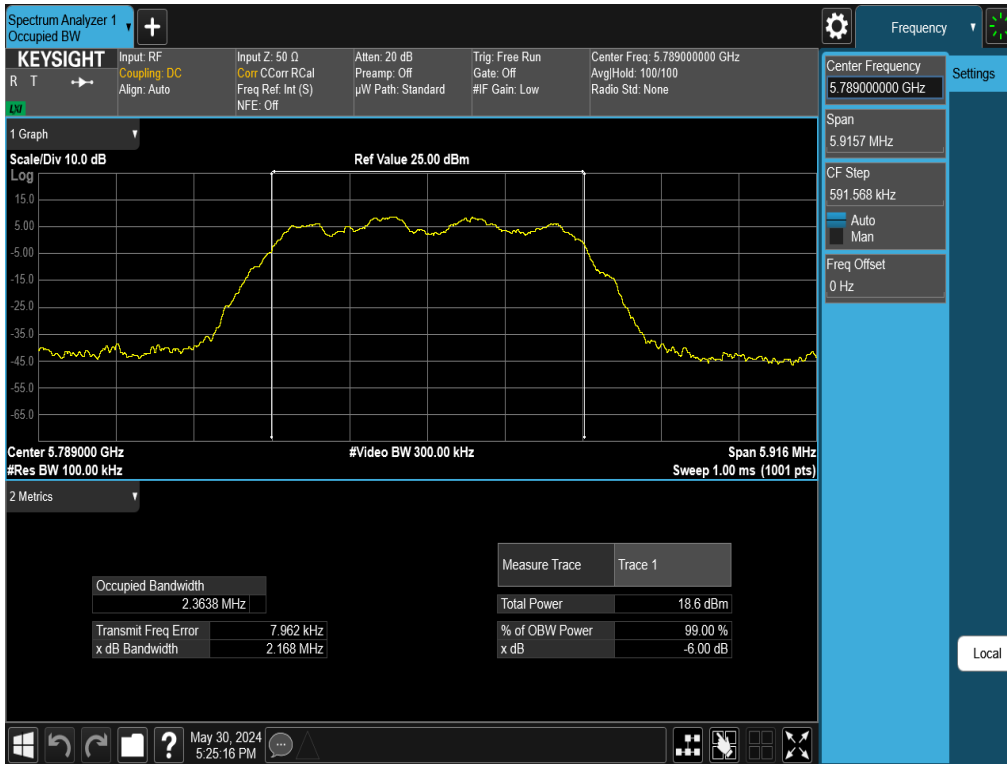 Spectrum Analyzer 1
Occupied BW
Frequency
KEYSIGHT
R T
LXI
Input: RF
Coupling: DC
Align: Auto
Input Z: 50 Ω
Corr CCorr RCal
Freq Ref: Int (S)
NFE: Off
Atten: 20 dB
Preamp: Off
µW Path: Standard
Trig: Free Run
Gate: Off
#IF Gain: Low
Center Freq: 5.789000000 GHz
Avg|Hold: 100/100
Radio Std: None
Center Frequency
5.789000000 GHz
Settings
Span
5.9157 MHz
CF Step
591.568 kHz
Auto
Man
Freq Offset
0 Hz
Local
1 Graph
Scale/Div 10.0 dB
Ref Value 25.00 dBm
Log
15.0
5.00
-5.00
-15.0
-25.0
-35.0
-45.0
-55.0
-65.0
Center 5.789000 GHz
#Video BW 300.00 kHz
Span 5.916 MHz
#Res BW 100.00 kHz
Sweep 1.00 ms (1001 pts)
2 Metrics
Occupied Bandwidth
2.3638 MHz
Transmit Freq Error 7.962 kHz
x dB Bandwidth 2.168 MHz
Measure Trace Trace 1
Total Power 18.6 dBm
% of OBW Power 99.00 %
x dB -6.00 dB
?
May 30, 2024
5:25:16 PM